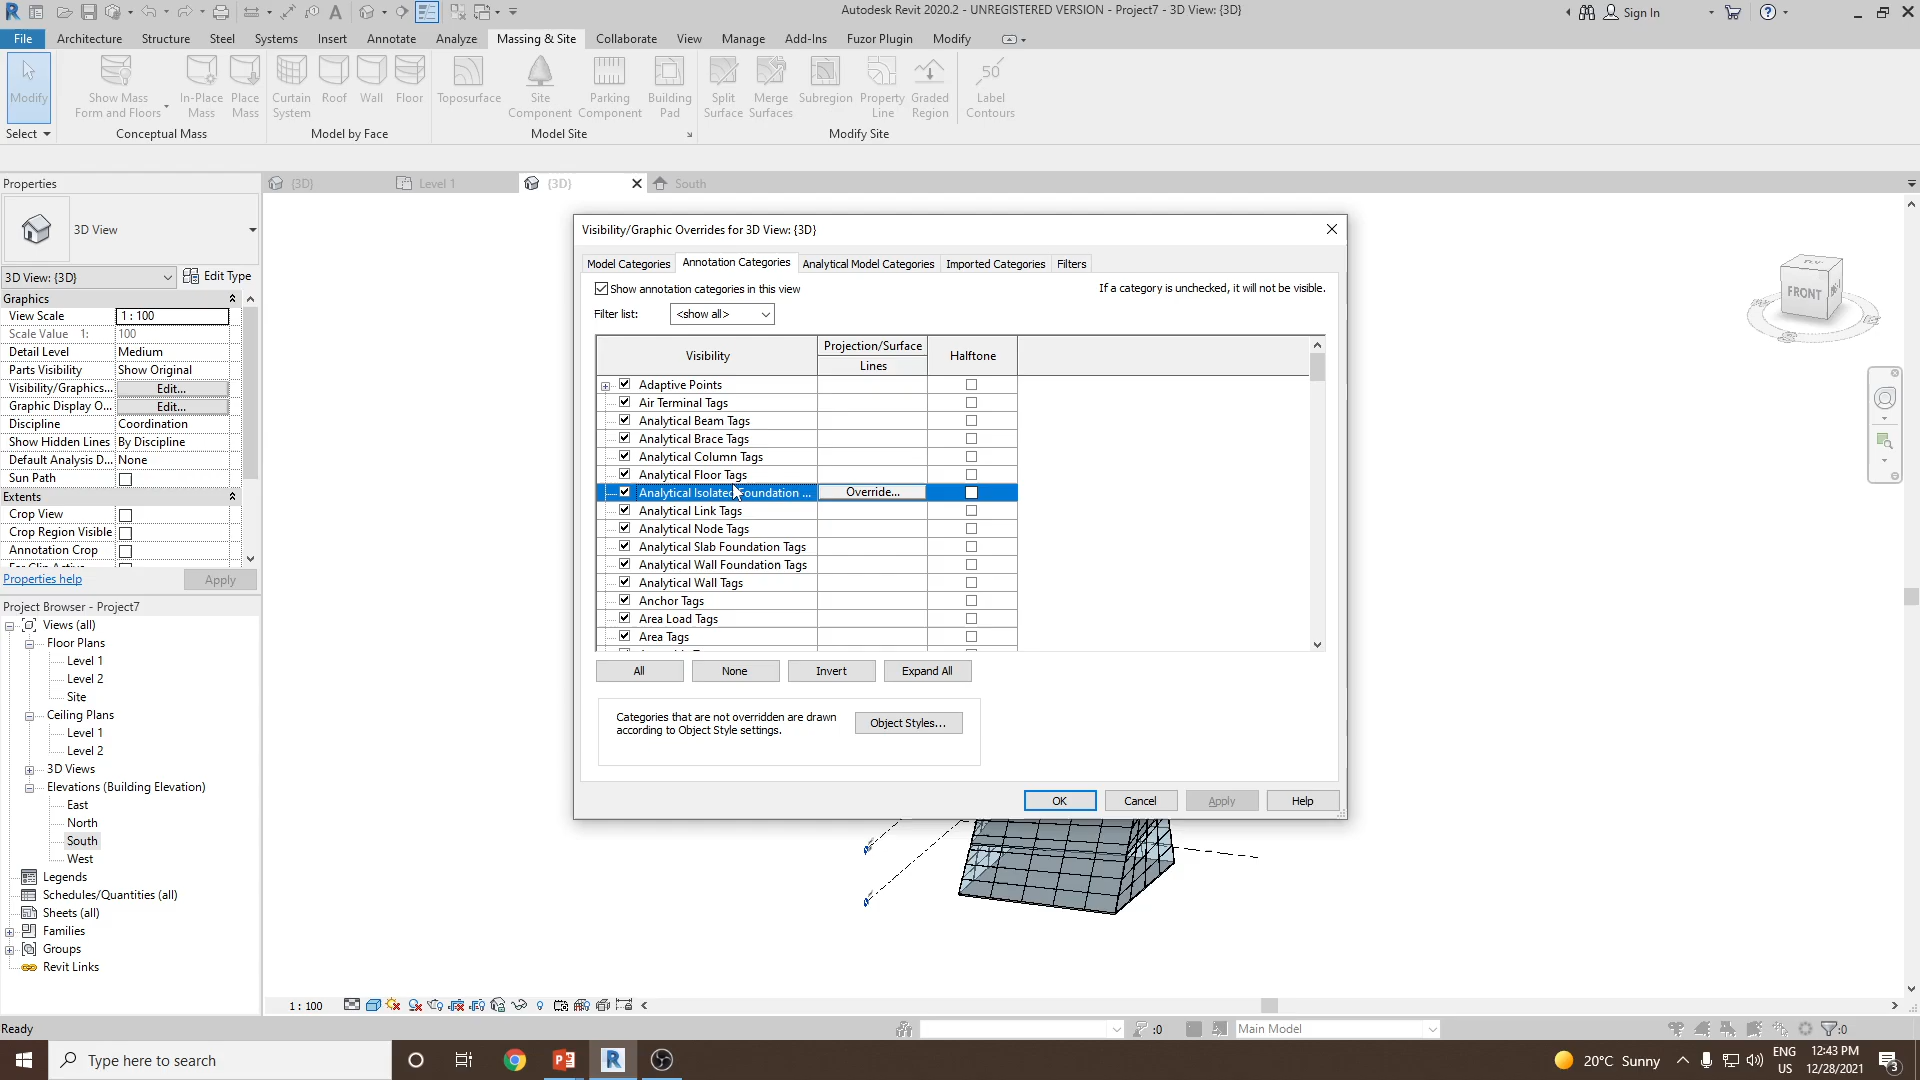 Autodesk Revit 2020.2 - UNREGISTERED VERSION - Project7 - 3D View: {3D}
Sign In
File Architecture Structure Steel Systems Insert Annotate Analyze Massing & Site Collaborate View Manage Add-Ins Fuzor Plugin Modify
Modify
Show Mass Form and Floors
In-Place Mass
Place Mass
Curtain System
Roof
Wall
Floor
Toposurface
Site Component
Parking Component
Building Pad
Split Surface
Merge Surfaces
Subregion
Property Line
Graded Region
50
Label Contours
Select
Conceptual Mass
Model by Face
Model Site
Modify Site
Properties
{3D}
Level 1
{3D}
South
3D View
3D View: {3D}
Edit Type
Graphics
View Scale 1 : 100
Scale Value 1: 100
Detail Level Medium
Parts Visibility Show Original
Visibility/Graphics... Edit...
Graphic Display O... Edit...
Discipline Coordination
Show Hidden Lines By Discipline
Default Analysis D... None
Sun Path
Extents
Crop View
Crop Region Visible
Annotation Crop
Properties help
Apply
Project Browser - Project7
Views (all)
Floor Plans
Level 1
Level 2
Site
Ceiling Plans
Level 1
Level 2
3D Views
Elevations (Building Elevation)
East
North
South
West
Legends
Schedules/Quantities (all)
Sheets (all)
Families
Groups
Revit Links
Visibility/Graphic Overrides for 3D View: {3D}
Model Categories Annotation Categories Analytical Model Categories Imported Categories Filters
Show annotation categories in this view
If a category is unchecked, it will not be visible.
Filter list: <show all>
Visibility
Projection/Surface
Lines
Halftone
Adaptive Points
Air Terminal Tags
Analytical Beam Tags
Analytical Brace Tags
Analytical Column Tags
Analytical Floor Tags
Analytical Isolated Foundation ... Override...
Analytical Link Tags
Analytical Node Tags
Analytical Slab Foundation Tags
Analytical Wall Foundation Tags
Analytical Wall Tags
Anchor Tags
Area Load Tags
Area Tags
All None Invert Expand All
Categories that are not overridden are drawn
according to Object Style settings.
Object Styles...
OK Cancel Apply Help
FRONT
1 : 100
Ready
:0
Main Model
:0
Type here to search
20°C Sunny
ENG
US
12:43 PM
12/28/2021
3